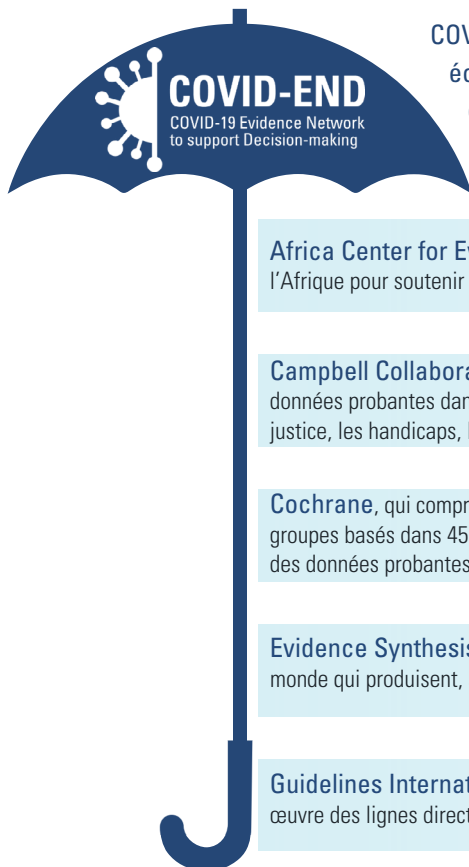 COV
éc
COVID-END
COVID-19 Evidence Network
to support Decision-making
Africa Center for Ev
l'Afrique pour soutenir
Campbell Collabora
données probantes dan
justice, les handicaps,
Cochrane, qui compr
groupes basés dans 45
des données probantes
Evidence Synthesis
monde qui produisent,
Guidelines Internat
œuvre des lignes direct